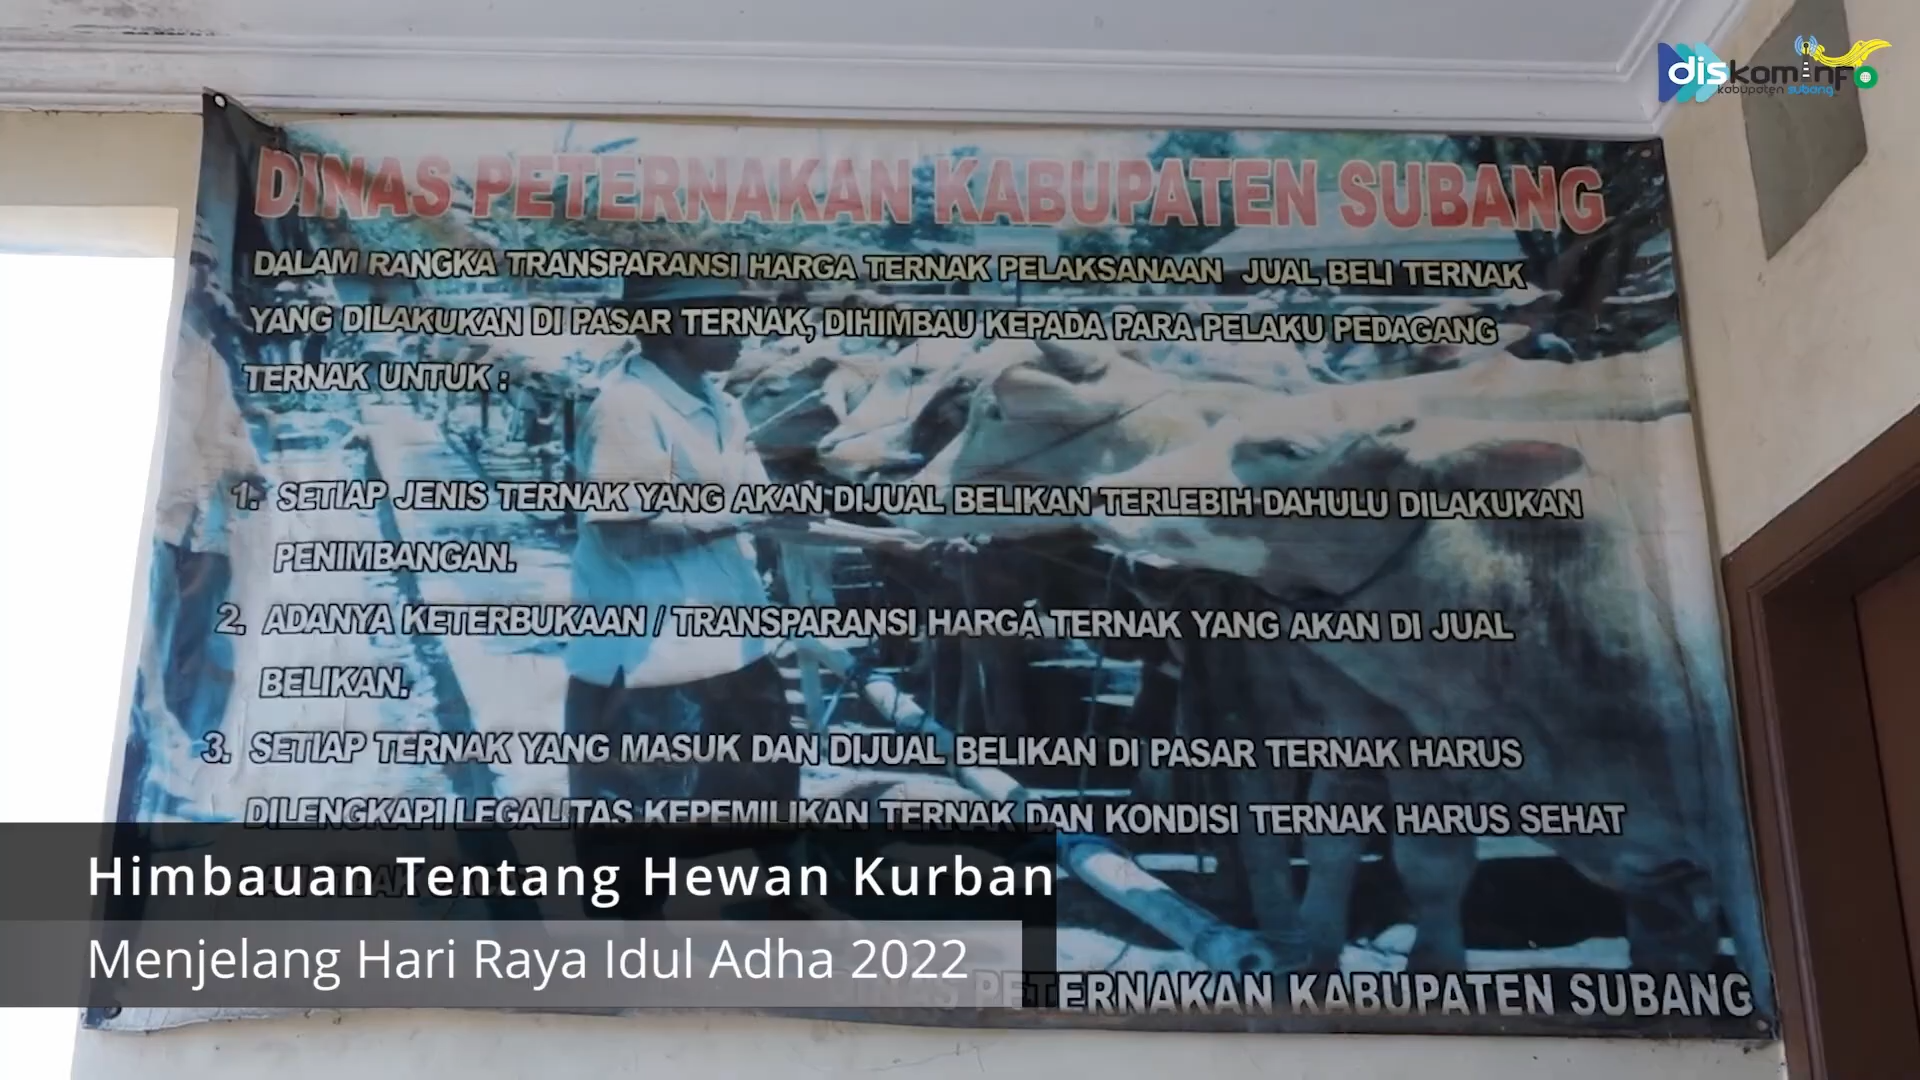 diskominfo
kabupaten subang
DINAS PETERNAKAN KABUPATEN SUBANG
DALAM RANGKA TRANSPARANSI HARGA TERNAK PELAKSANAAN JUAL BELI TERNAK
YANG DILAKUKAN DI PASAR TERNAK, DIHIMBAU KEPADA PARA PELAKU PEDAGANG
TERNAK UNTUK :
1. SETIAP JENIS TERNAK YANG AKAN DIJUAL BELIKAN TERLEBIH DAHULU DILAKUKAN
PENIMBANGAN.
2. ADANYA KETERBUKAAN / TRANSPARANSI HARGA TERNAK YANG AKAN DI JUAL
BELIKAN.
3. SETIAP TERNAK YANG MASUK DAN DIJUAL BELIKAN DI PASAR TERNAK HARUS
DILENGKAPI LEGALITAS KEPEMILIKAN TERNAK DAN KONDISI TERNAK HARUS SEHAT
Himbauan Tentang Hewan Kurban
Menjelang Hari Raya Idul Adha 2022
PETERNAKAN KABUPATEN SUBANG